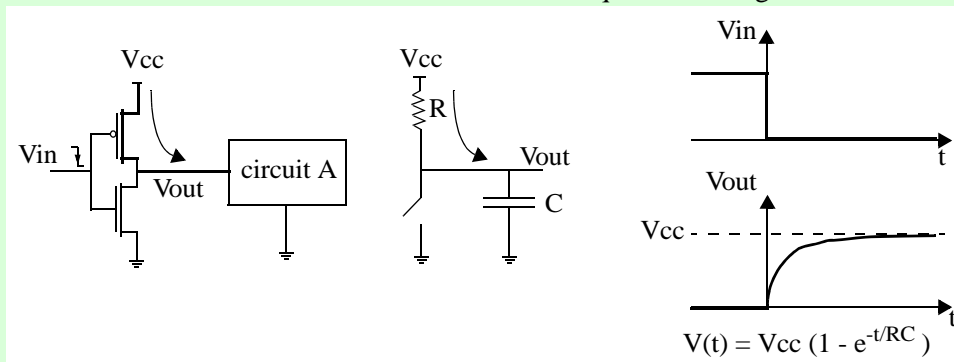 Vcc
Vin
Vout
circuit A
Vcc
R
Vout
C
Vin
t
Vout
Vcc
t
V(t) = Vcc (1 - e^-t/RC )